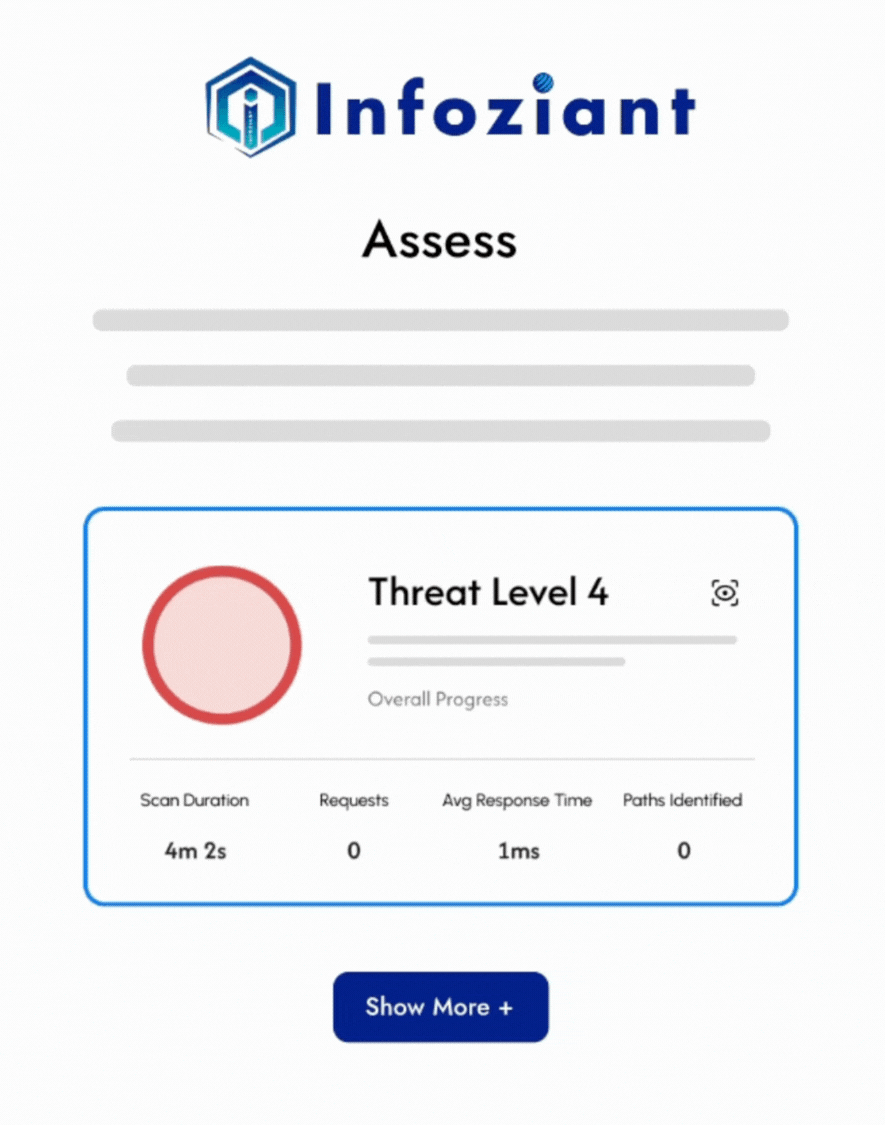 Infoziant
Assess
Threat Level 4
Overall Progress
Scan Duration Requests Avg Response Time Paths Identified
4m 2s 0 1ms 0
Show More +